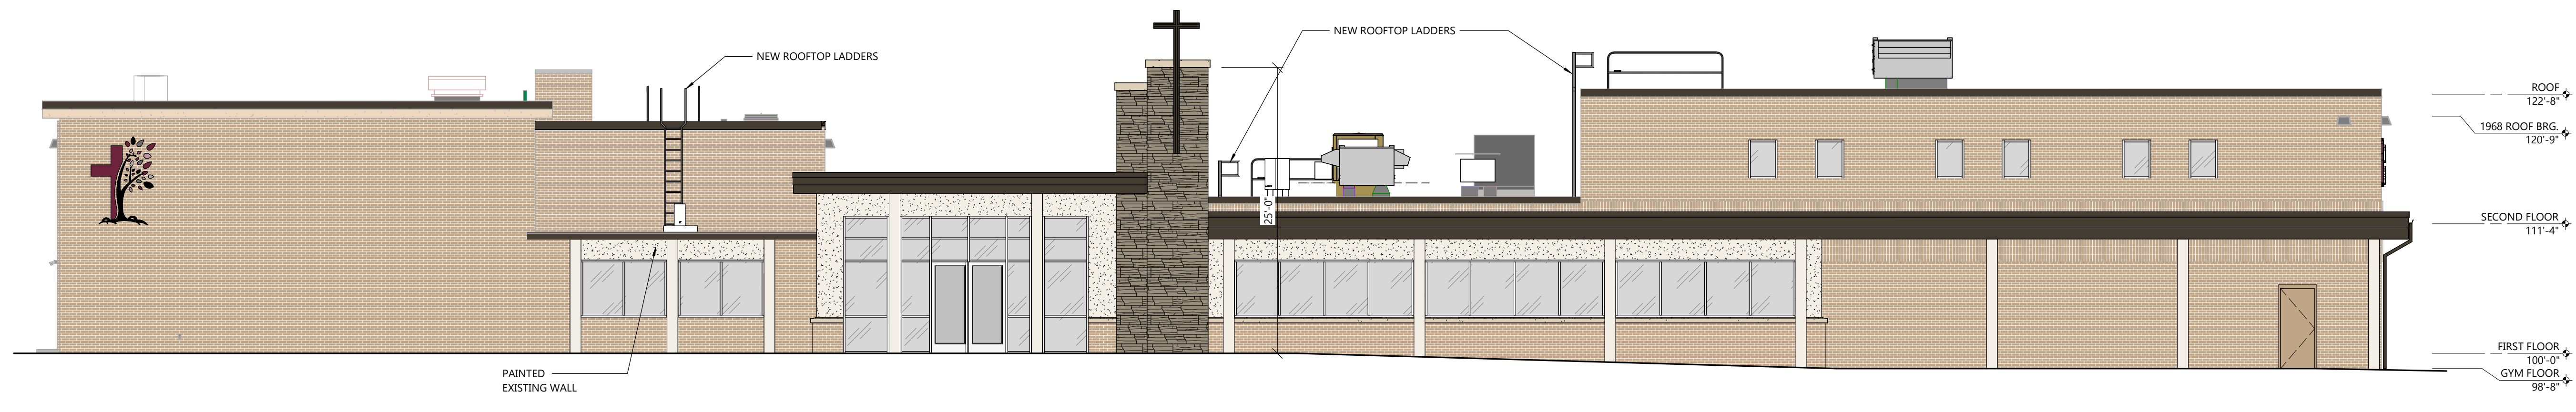 NEW ROOFTOP LADDERS
NEW ROOFTOP LADDERS
25'-0"
PAINTED
EXISTING WALL
ROOF
122'-8"
1968 ROOF BRG.
120'-9"
SECOND FLOOR
111'-4"
FIRST FLOOR
100'-0"
GYM FLOOR
98'-8"